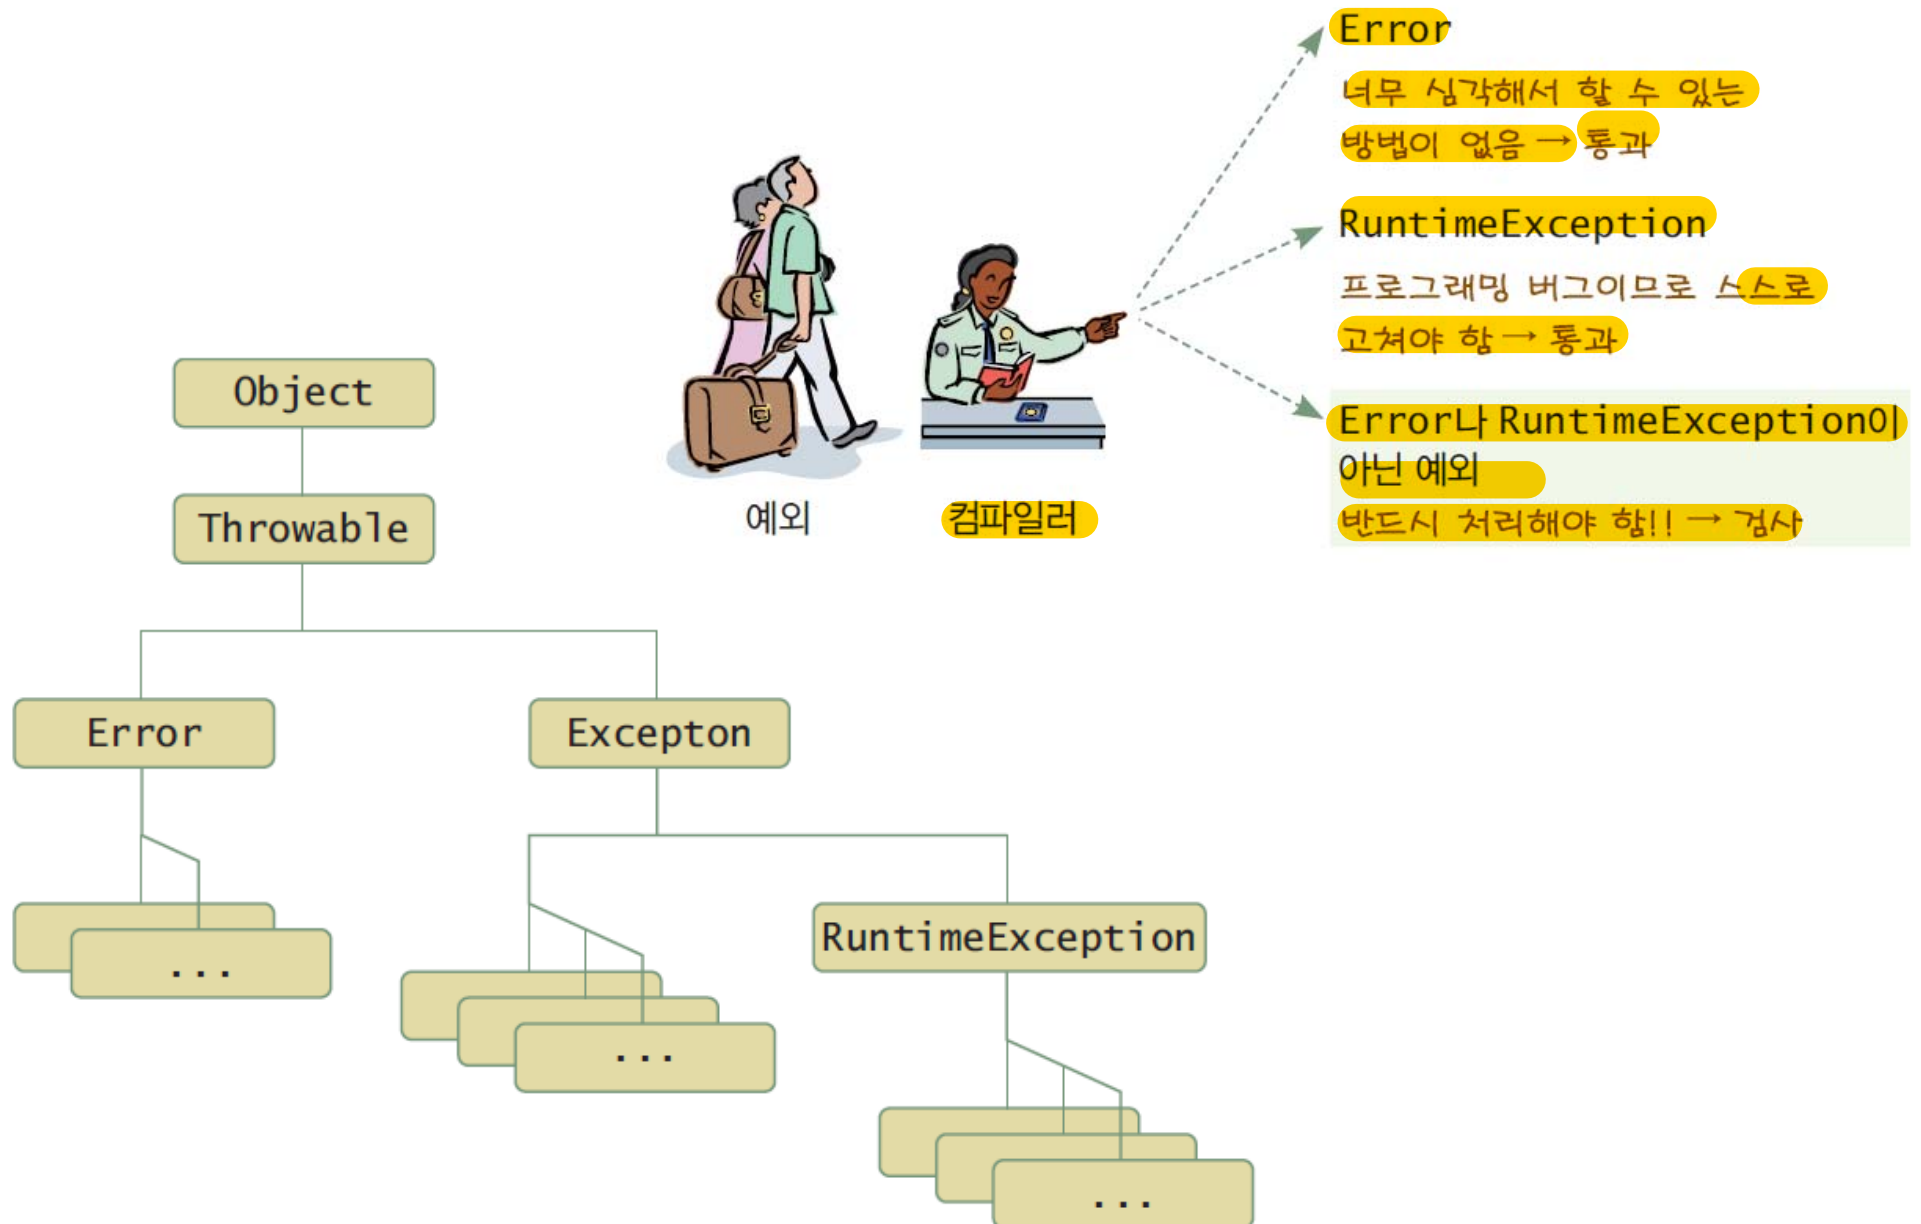 Error
너무 심각해서 할 수 있는
방법이 없음 → 통과
RuntimeException
프로그래밍 버그이므로 스스로
고쳐야 함 → 통과
Error나 RuntimeException이
아닌 예외
반드시 처리해야 함!! → 검사
예외
컴파일러
Object
Throwable
Error
Excepton
RuntimeException
...
...
...